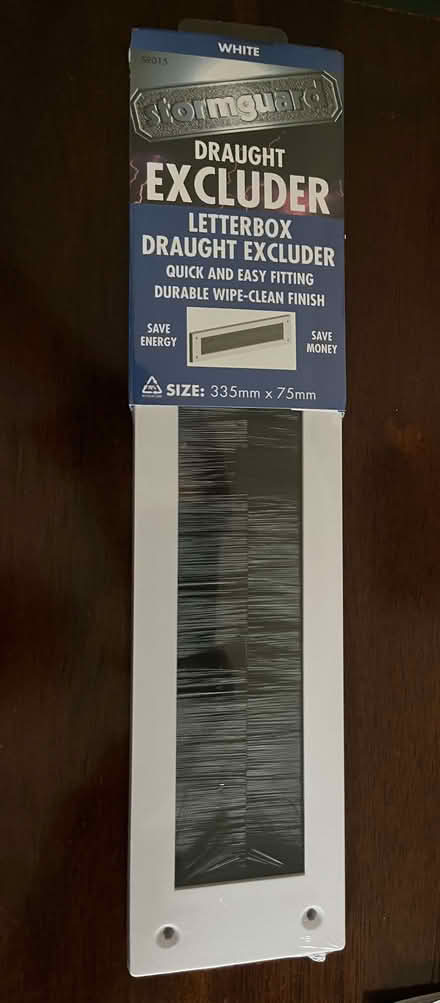 WHITE
SR015
stormguard
DRAUGHT
EXCLUDER
LETTERBOX
DRAUGHT EXCLUDER
QUICK AND EASY FITTING
DURABLE WIPE-CLEAN FINISH
SAVE
ENERGY
SAVE
MONEY
SIZE: 335mm x 75mm